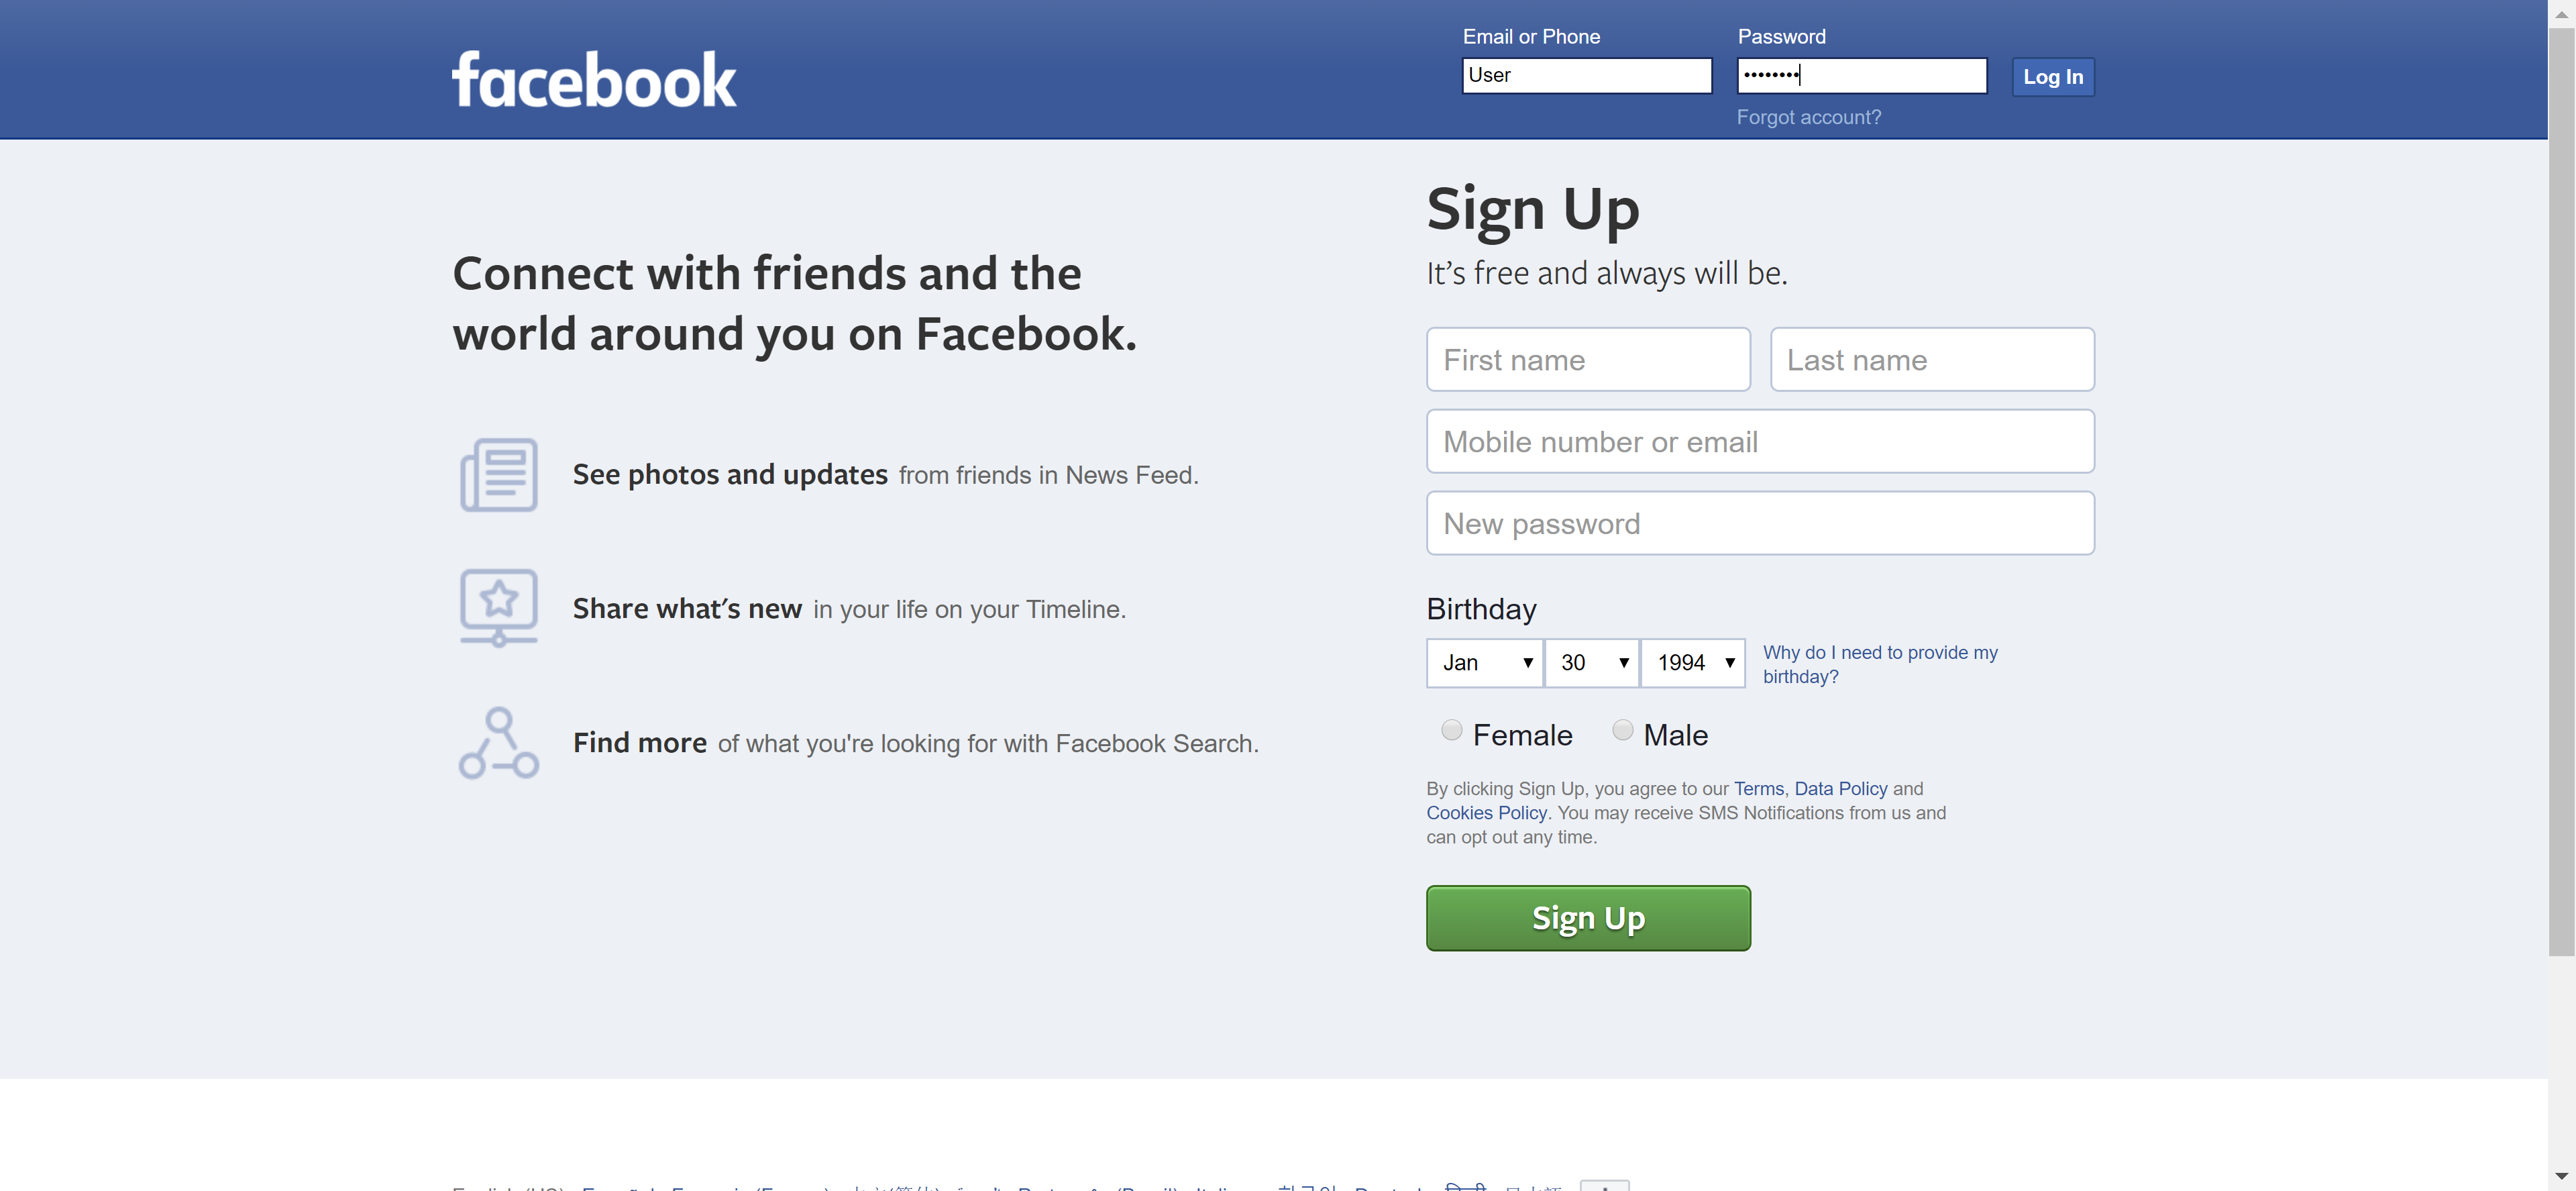 facebook
Email or Phone
Password
User
Log In
Forgot account?
Connect with friends and the
world around you on Facebook.
See photos and updates from friends in News Feed.
Share what's new in your life on your Timeline.
Find more of what you're looking for with Facebook Search.
Sign Up
It’s free and always will be.
First name
Last name
Mobile number or email
New password
Birthday
Jan
30
1994
Why do I need to provide my
birthday?
Female
Male
By clicking Sign Up, you agree to our Terms, Data Policy and
Cookies Policy. You may receive SMS Notifications from us and
can opt out any time.
Sign Up